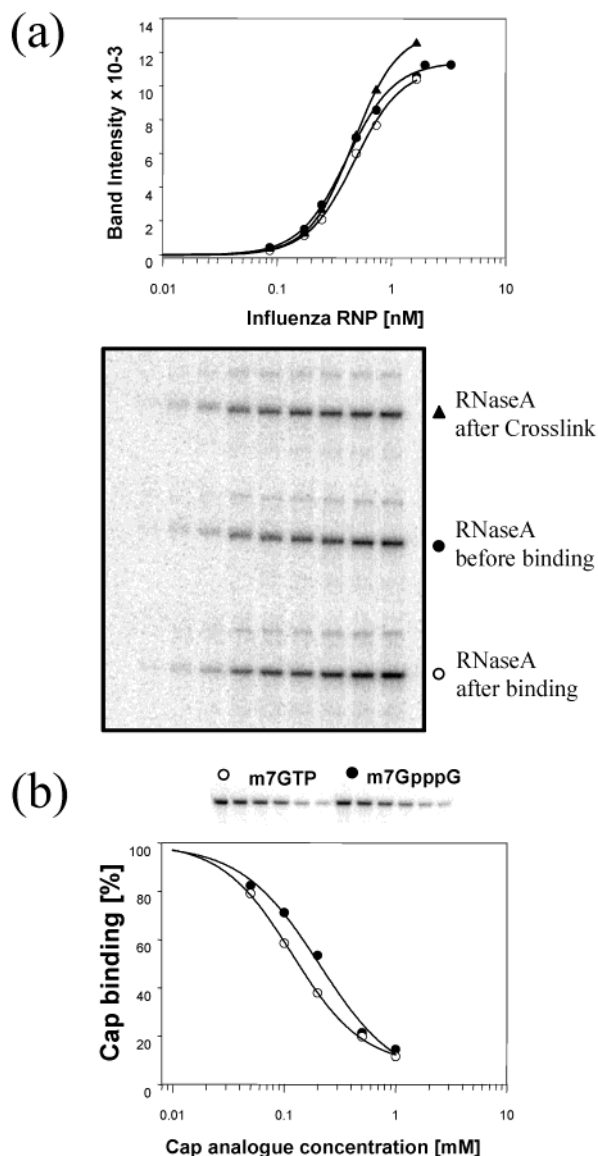 (a)
Band Intensity x 10-3
14
12
10
8
6
4
2
0
0.01 0.1 1 10
Influenza RNP [nM]
▲ RNaseA
after Crosslink
● RNaseA
before binding
○ RNaseA
after binding
(b)
○ m7GTP ● m7GpppG
Cap binding [%]
100
80
60
40
20
0
0.01 0.1 1 10
Cap analogue concentration [mM]